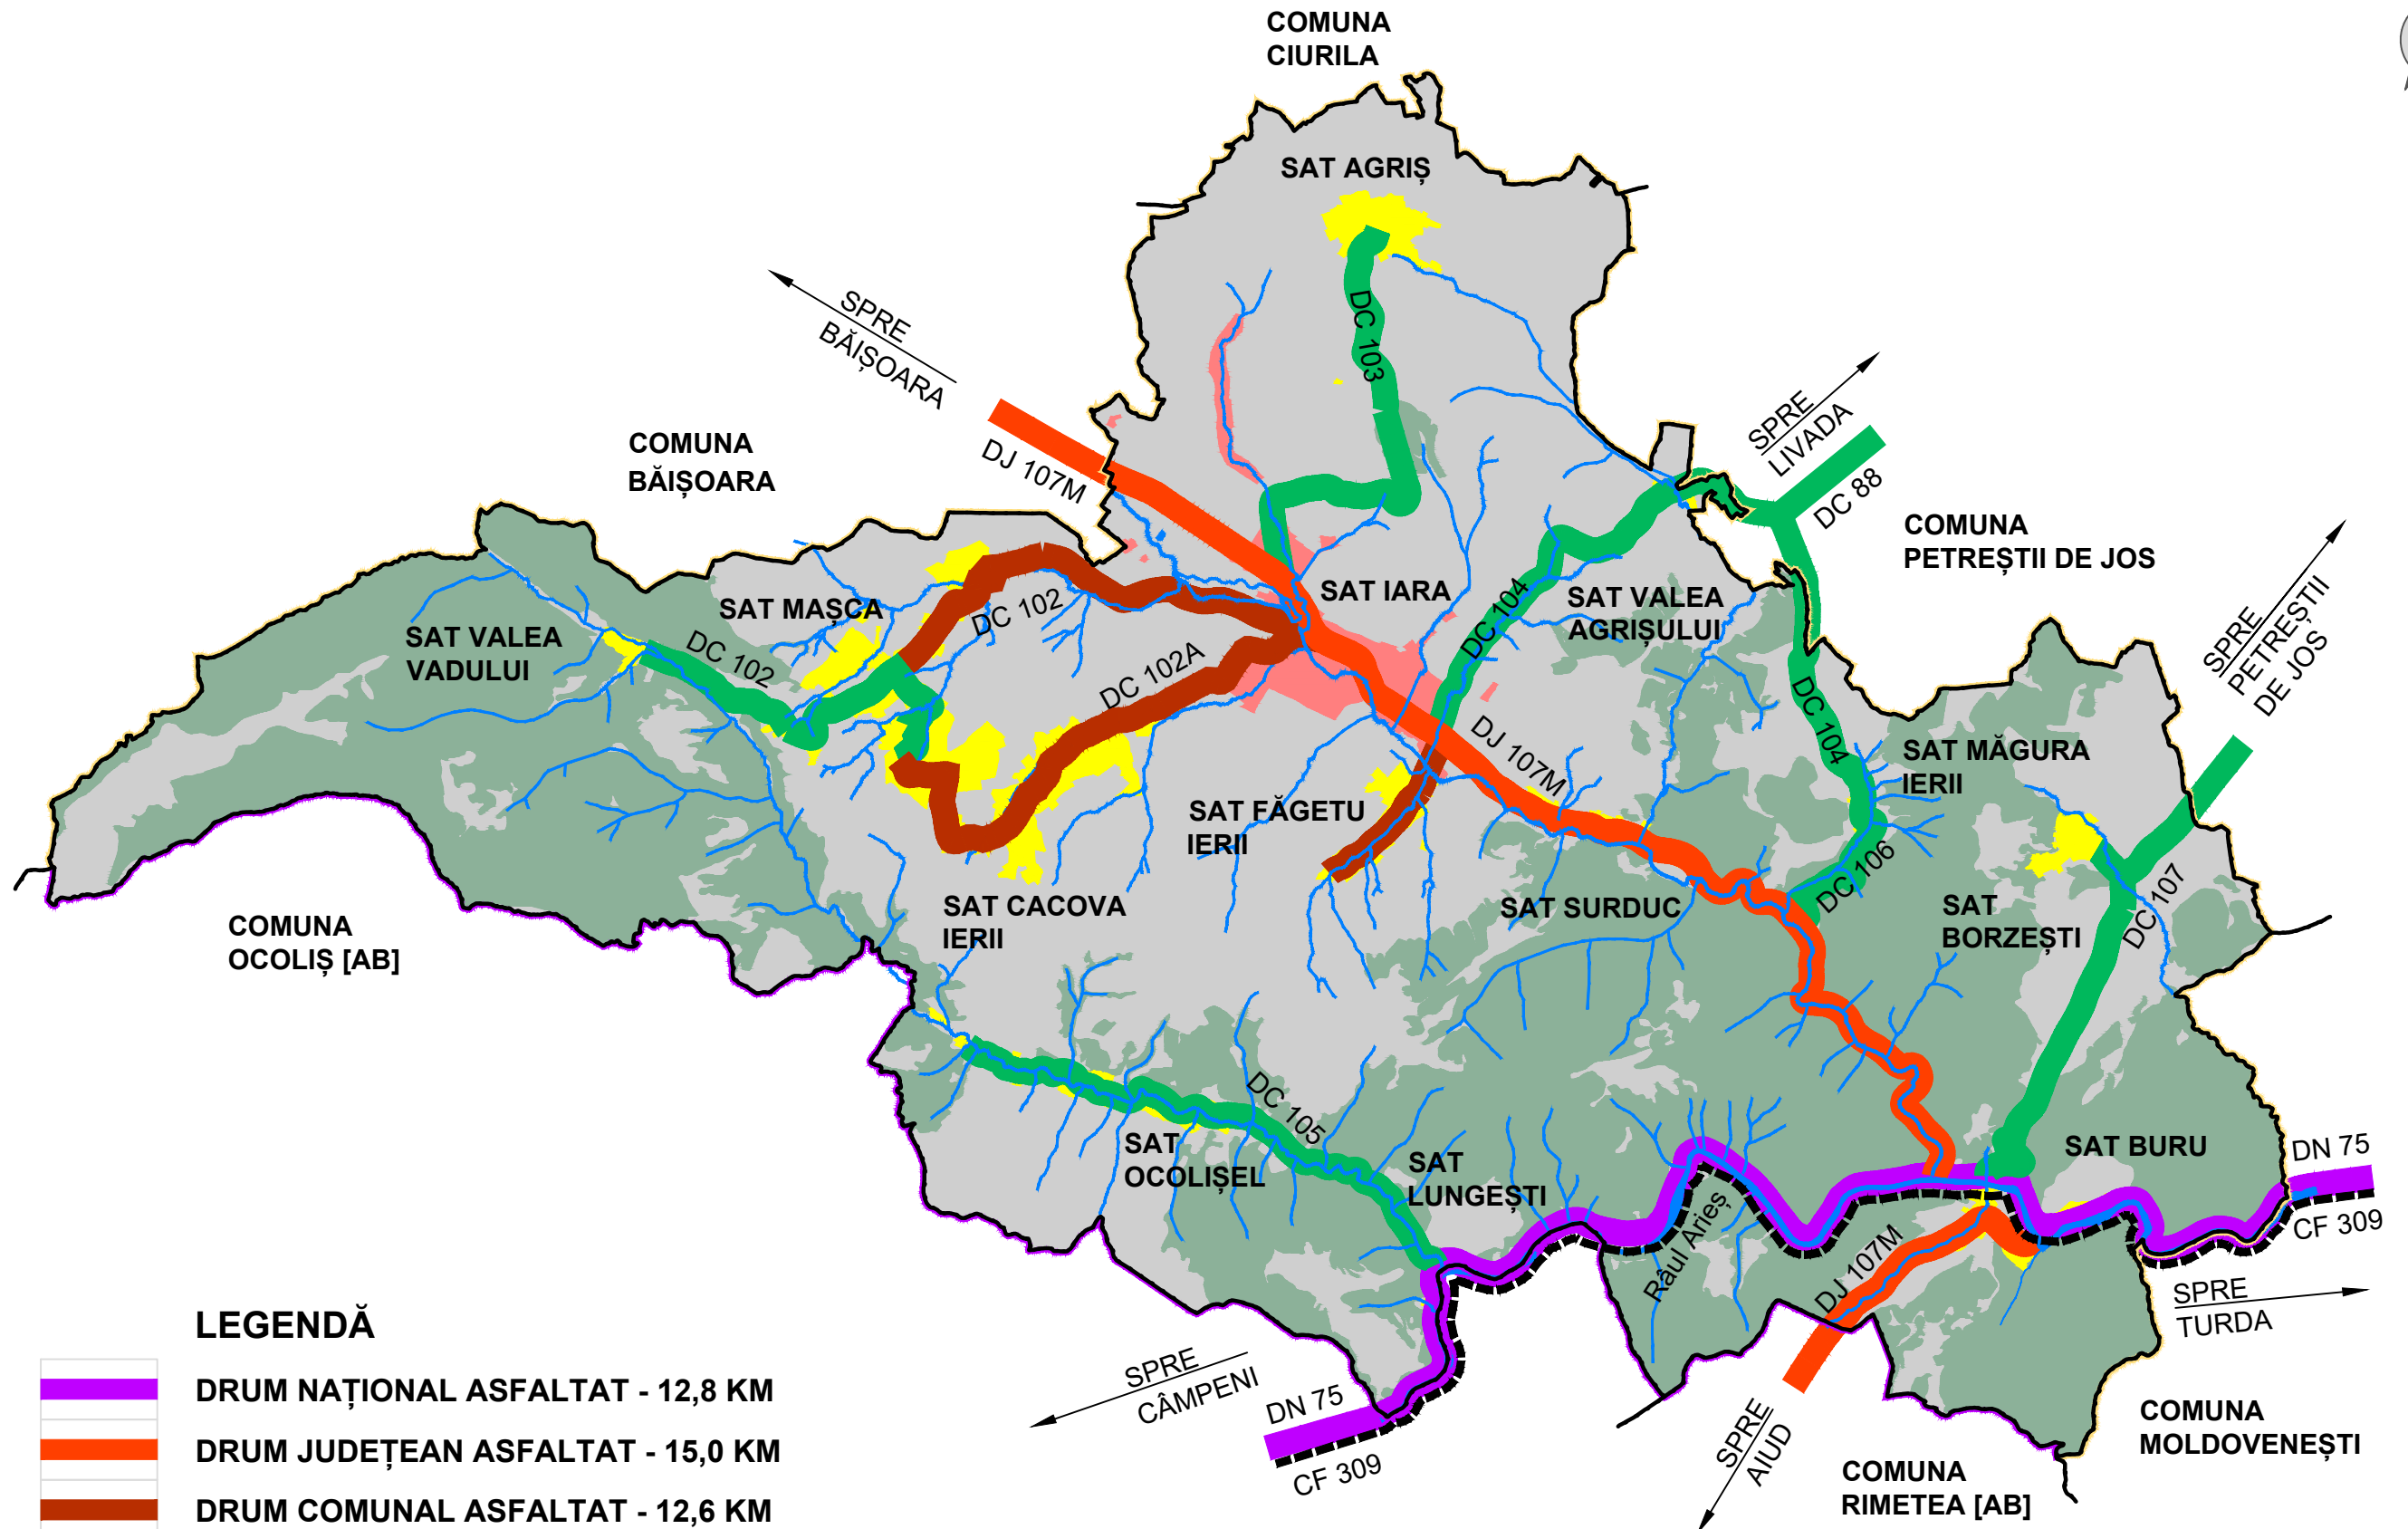 COMUNA
CIURILA
SAT AGRIȘ
SPRE
BĂIȘOARA
DC 103
SPRE
LIVADA
COMUNA
BĂIȘOARA
DJ 107M
DC 88
COMUNA
PETREȘTII DE JOS
SPRE
PETREȘTII
DE JOS
SAT IARA
SAT MAȘCA
DC 102
DC 104
SAT VALEA
AGRIȘULUI
SAT VALEA
VADULUI
DC 102
DC 102A
DC 104
DJ 107M
SAT MĂGURA
IERII
SAT FĂGETU
IERII
DC 106
DC 107
SAT CACOVA
IERII
SAT SURDUC
SAT
BORZEȘTI
COMUNA
OCOLIȘ [AB]
DC 105
SAT
OCOLIȘEL
SAT
LUNGEȘTI
SAT BURU
DN 75
CF 309
Râul Arieș
DJ 107M
SPRE
TURDA
SPRE
CÂMPENI
DN 75
CF 309
SPRE
AIUD
COMUNA
RIMETEA [AB]
COMUNA
MOLDOVENEȘTI
LEGENDĂ
DRUM NAȚIONAL ASFALTAT - 12,8 KM
DRUM JUDEȚEAN ASFALTAT - 15,0 KM
DRUM COMUNAL ASFALTAT - 12,6 KM